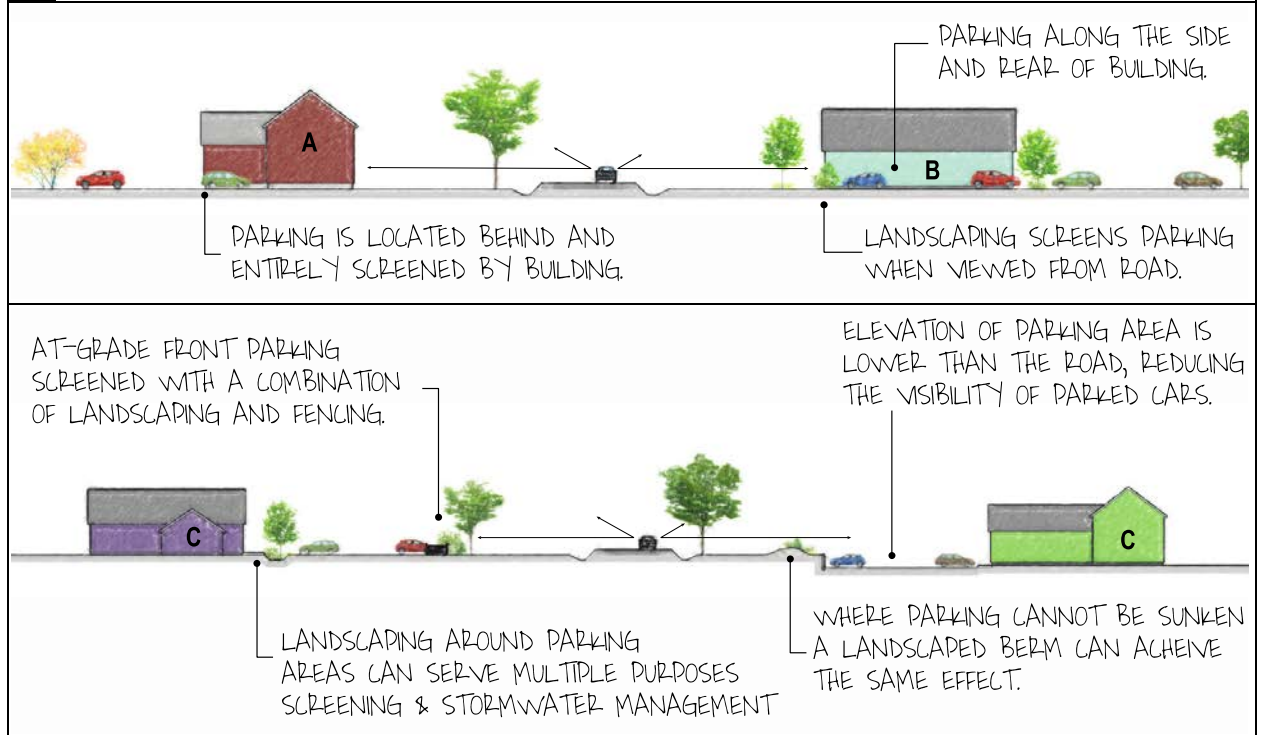 PARKING ALONG THE SIDE
AND REAR OF BUILDING.
A
B
PARKING IS LOCATED BEHIND AND
ENTIRELY SCREENED BY BUILDING.
LANDSCAPING SCREENS PARKING
WHEN VIEWED FROM ROAD.
AT-GRADE FRONT PARKING
SCREENED WITH A COMBINATION
OF LANDSCAPING AND FENCING.
ELEVATION OF PARKING AREA IS
LOWER THAN THE ROAD, REDUCING
THE VISIBILITY OF PARKED CARS.
C
C
LANDSCAPING AROUND PARKING
AREAS CAN SERVE MULTIPLE PURPOSES
SCREENING & STORMWATER MANAGEMENT
WHERE PARKING CANNOT BE SUNKEN
A LANDSCAPED BERM CAN ACHEIVE
THE SAME EFFECT.